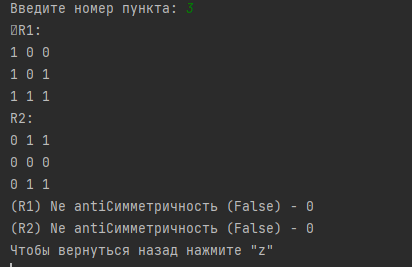 Введите номер пункта: 3
R1:
1 0 0
1 0 1
1 1 1
R2:
0 1 1
0 0 0
0 1 1
(R1) Ne antiСимметричность (False) - 0
(R2) Ne antiСимметричность (False) - 0
Чтобы вернуться назад нажмите "z"